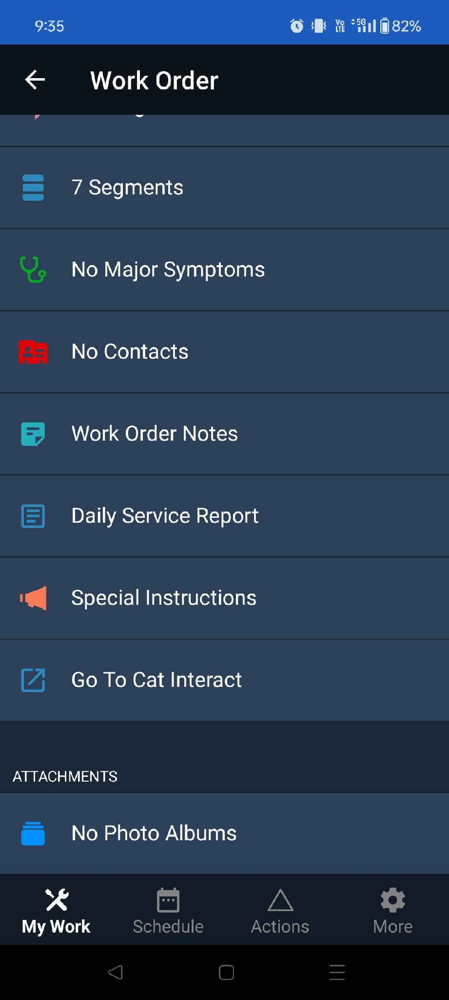 9:35
Vo
LTE
5G
82%
Work Order
7 Segments
No Major Symptoms
No Contacts
Work Order Notes
Daily Service Report
Special Instructions
Go To Cat Interact
ATTACHMENTS
No Photo Albums
My Work
Schedule
Actions
More